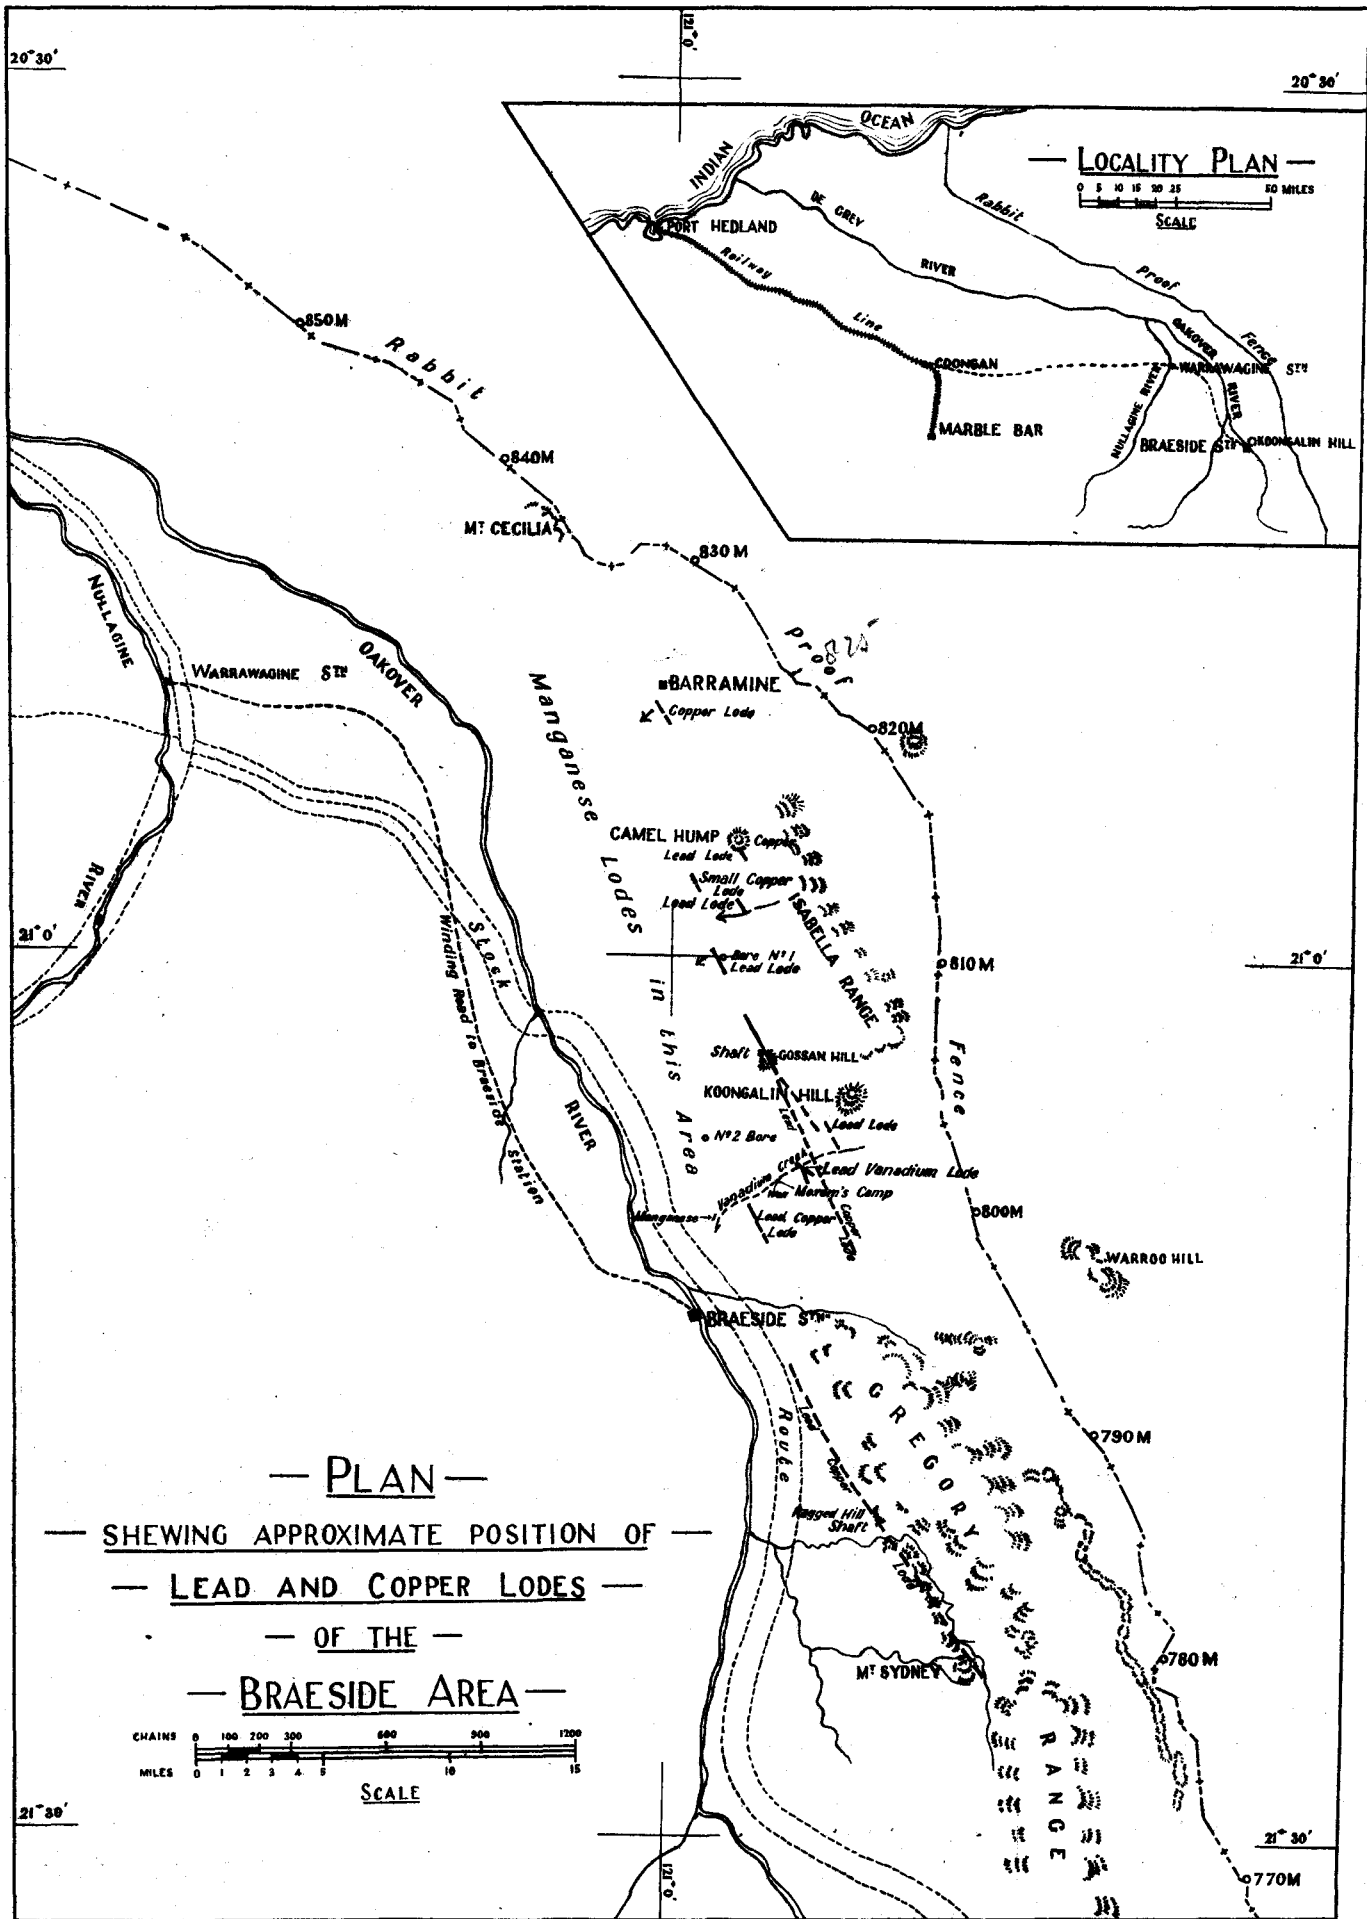 20°30'
121°0'
20°30'
INDIAN
OCEAN
— LOCALITY PLAN —
0 5 10 15 20 25 50 MILES
SCALE
PORT HEDLAND
DE GREY
RIVER
Rabbit
Proof
Fence
Railway
Line
COONGAN
MARBLE BAR
OAKOVER
RIVER
WARRAWAGINE STN
NULLAGINE RIVER
BRAESIDE STN
KOONGALIN HILL
850M
Rabbit
840M
MT CECILIA
830M
Proof
825
820M
NULLAGINE
RIVER
WARRAWAGINE STN
OAKOVER
RIVER
Manganese Lodes
in this Area
BARRAMINE
Copper Lode
CAMEL HUMP
Copper
Lead Lode
Small Copper
Lode
Lead Lode
ISABELLA RANGE
21°0'
21°0'
Bore No 1
Lead Lode
810M
Fence
Stock
Winding Road to Braeside
Station
Shaft
GOSSAN HILL
KOONGALIN HILL
Lead
Lead Lode
No 2 Bore
Vanadium Creek
Lead Vanadium Lode
Moxam's Camp
Manganese
Lead Copper
Lode
Copper
Lode
800M
WARROO HILL
BRAESIDE STN
Route
Lead
Copper
Lode
Ragged Hill
Shaft
GREGORY
RANGE
790M
780M
MT SYDNEY
— PLAN —
— SHEWING APPROXIMATE POSITION OF —
— LEAD AND COPPER LODES —
— OF THE —
— BRAESIDE AREA —
CHAINS 0 100 200 300 600 900 1200
MILES 0 1 2 3 4 5 10 15
SCALE
21°30'
121°0'
21°30'
770M